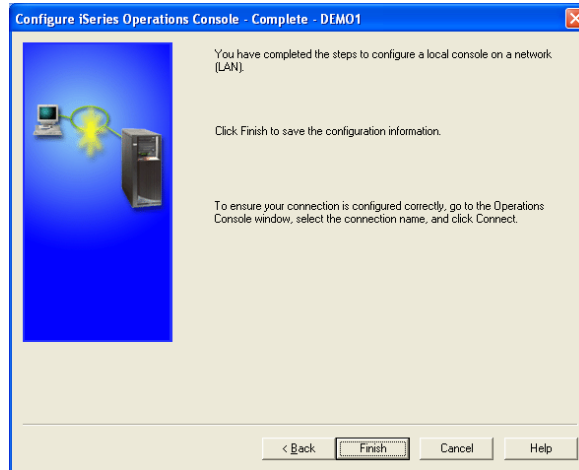 Configure iSeries Operations Console - Complete - DEMO1
You have completed the steps to configure a local console on a network
(LAN).
Click Finish to save the configuration information.
To ensure your connection is configured correctly, go to the Operations
Console window, select the connection name, and click Connect.
< Back Finish Cancel Help